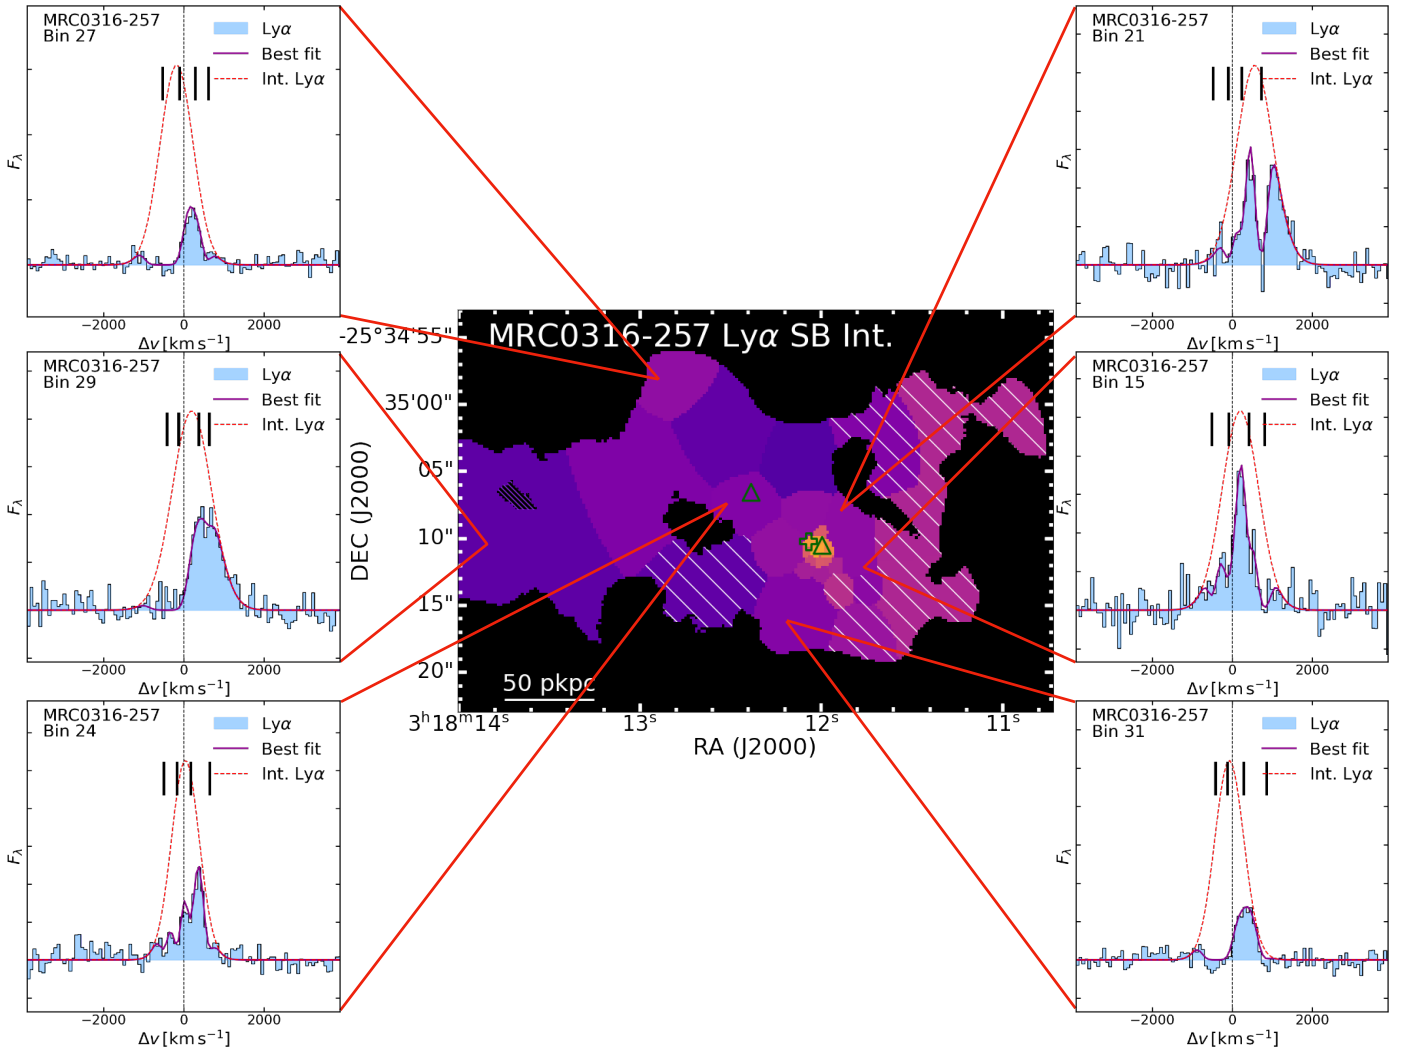 MRC0316-257
Bin 27
Lyα
Best fit
Int. Lyα
Fλ
−2000 0 2000
Δv [km s⁻¹]
MRC0316-257
Bin 21
Lyα
Best fit
Int. Lyα
Fλ
−2000 0 2000
Δv [km s⁻¹]
MRC0316-257
Bin 29
Lyα
Best fit
Int. Lyα
Fλ
−2000 0 2000
Δv [km s⁻¹]
MRC0316-257 Lyα SB Int.
-25°34'55"
35'00"
05"
10"
15"
20"
DEC (J2000)
50 pkpc
3ʰ18ᵐ14ˢ 13ˢ 12ˢ 11ˢ
RA (J2000)
MRC0316-257
Bin 15
Lyα
Best fit
Int. Lyα
Fλ
−2000 0 2000
Δv [km s⁻¹]
MRC0316-257
Bin 24
Lyα
Best fit
Int. Lyα
Fλ
−2000 0 2000
Δv [km s⁻¹]
MRC0316-257
Bin 31
Lyα
Best fit
Int. Lyα
Fλ
−2000 0 2000
Δv [km s⁻¹]